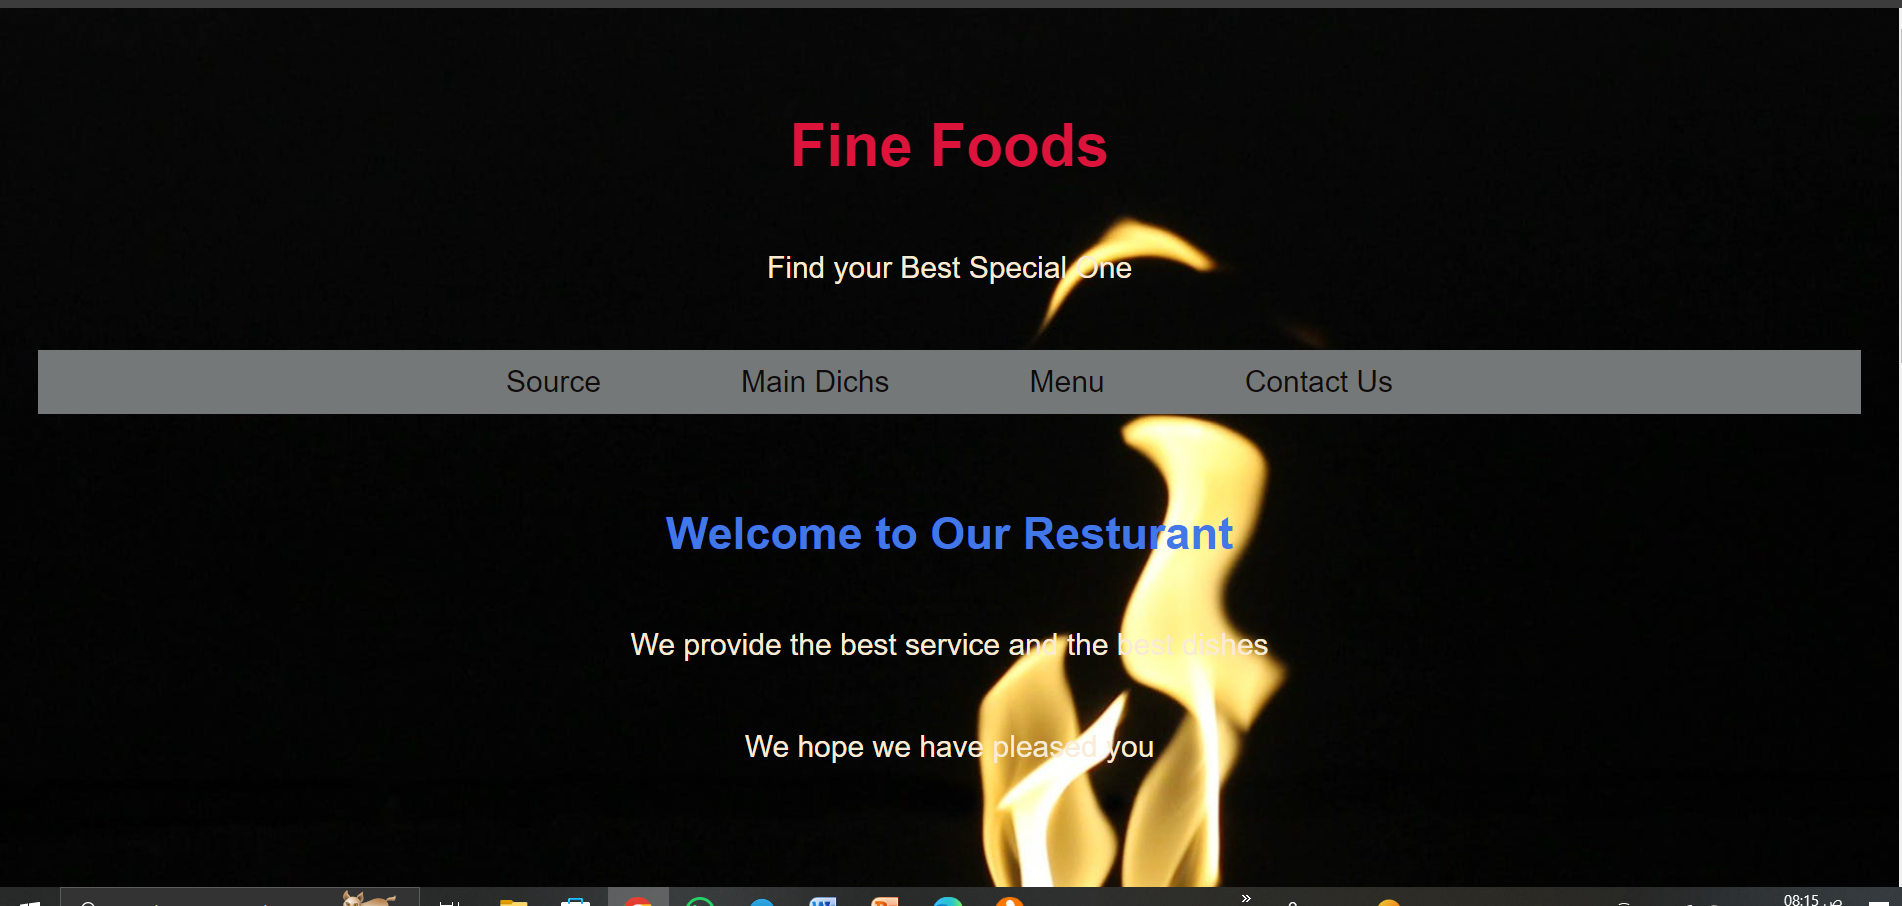 Fine Foods
Find your Best Special One
Source Main Dichs Menu Contact Us
Welcome to Our Resturant
We provide the best service and the best dishes
We hope we have pleased you
08:15